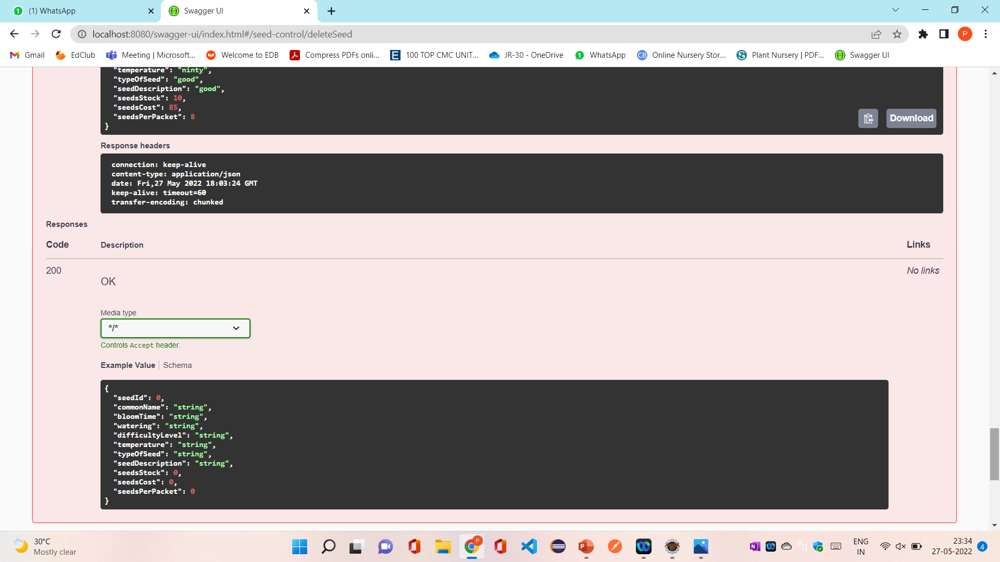 (1) WhatsApp
Swagger UI
localhost:8080/swagger-ui/index.html#/seed-control/deleteSeed
P
Gmail
EdClub
Meeting | Microsoft...
Welcome to EDB
Compress PDFs onli...
100 TOP CMC UNIT...
JR-30 - OneDrive
WhatsApp
Online Nursery Stor...
Plant Nursery | PDF...
Swagger UI
"temperature": "ninty",
"typeOfSeed": "good",
"seedDescription": "good",
"seedsStock": 10,
"seedsCost": 85,
"seedsPerPacket": 8
}
Download
Response headers
connection: keep-alive
content-type: application/json
date: Fri,27 May 2022 18:03:24 GMT
keep-alive: timeout=60
transfer-encoding: chunked
Responses
Code Description Links
200 No links
OK
Media type
*/*
Controls Accept header.
Example Value Schema
{
"seedId": 0,
"commonName": "string",
"bloomTime": "string",
"watering": "string",
"difficultyLevel": "string",
"temperature": "string",
"typeOfSeed": "string",
"seedDescription": "string",
"seedsStock": 0,
"seedsCost": 0,
"seedsPerPacket": 0
}
30°C
Mostly clear
ENG
IN
23:34
27-05-2022
4